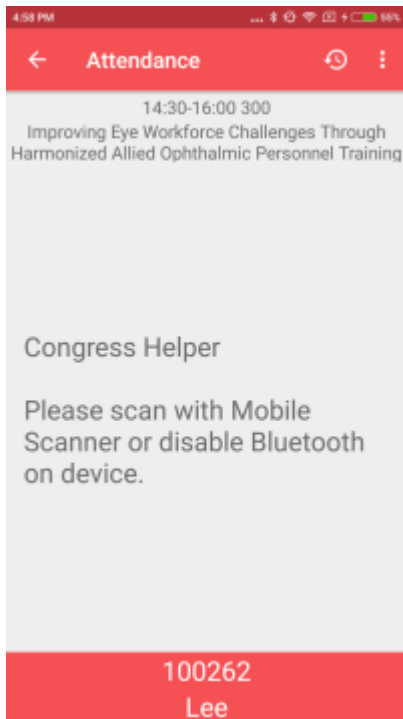 4:58 PM ... 66%
Attendance
14:30-16:00 300
Improving Eye Workforce Challenges Through
Harmonized Allied Ophthalmic Personnel Training
Congress Helper
Please scan with Mobile
Scanner or disable Bluetooth
on device.
100262
Lee